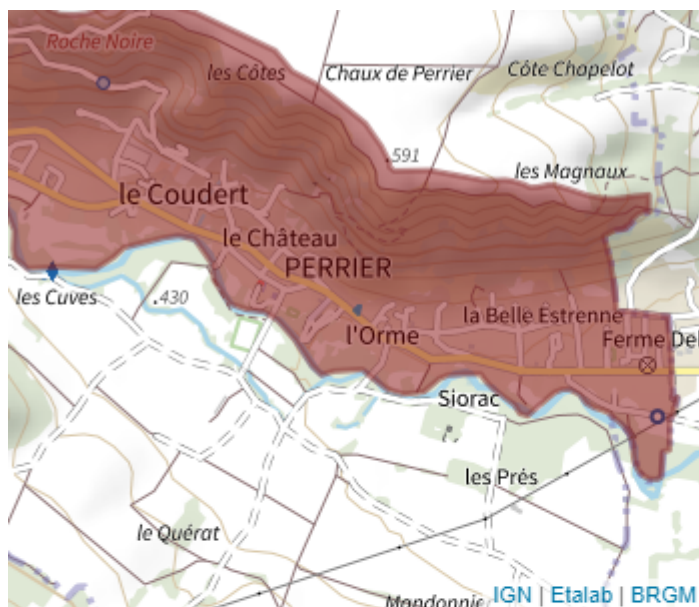 Roche Noire
les Côtes
Chaux de Perrier
Côte Chapelot
.591
les Magnaux
le Coudert
le Château
PERRIER
les Cuves
.430
la Belle Estrenne
l'Orme
Ferme Del
Siorac
les Prés
le Quérat
Mondonnie
IGN | Etalab | BRGM